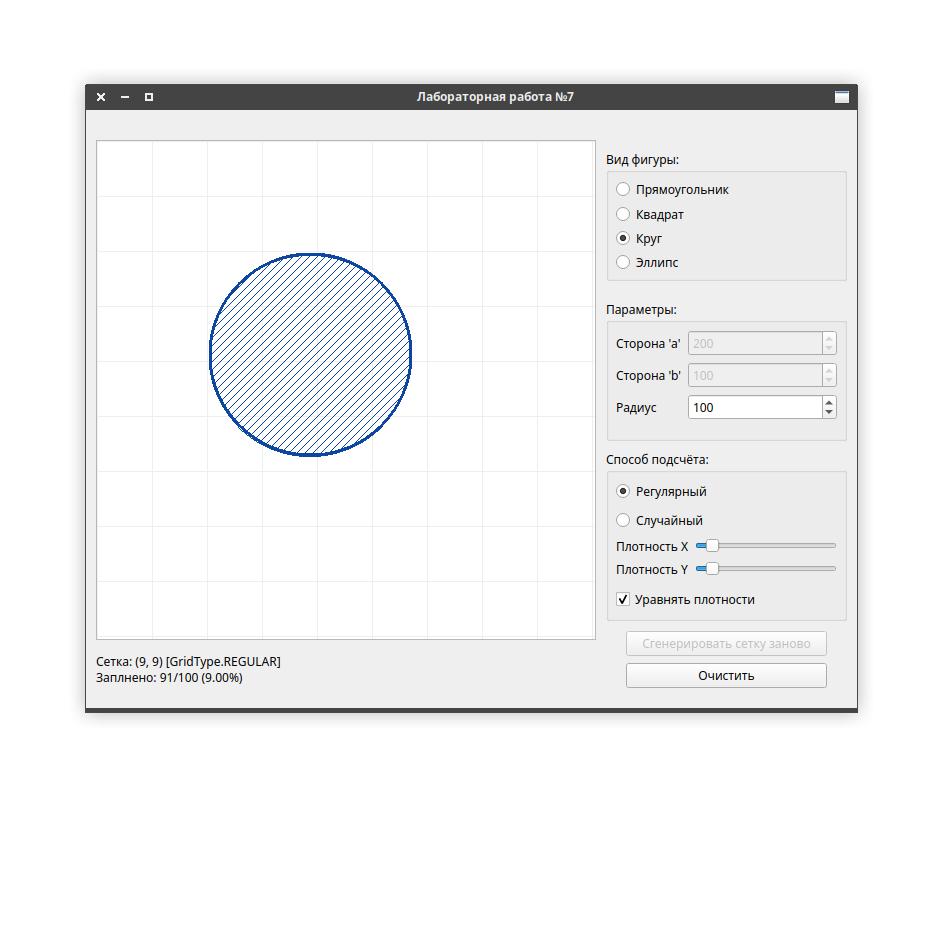 Лабораторная работа №7
Вид фигуры:
Прямоугольник
Квадрат
Круг
Эллипс
Параметры:
Сторона 'a' 200
Сторона 'b' 100
Радиус 100
Способ подсчёта:
Регулярный
Случайный
Плотность X
Плотность Y
Уравнять плотности
Сгенерировать сетку заново
Очистить
Сетка: (9, 9) [GridType.REGULAR]
Заплнено: 91/100 (9.00%)